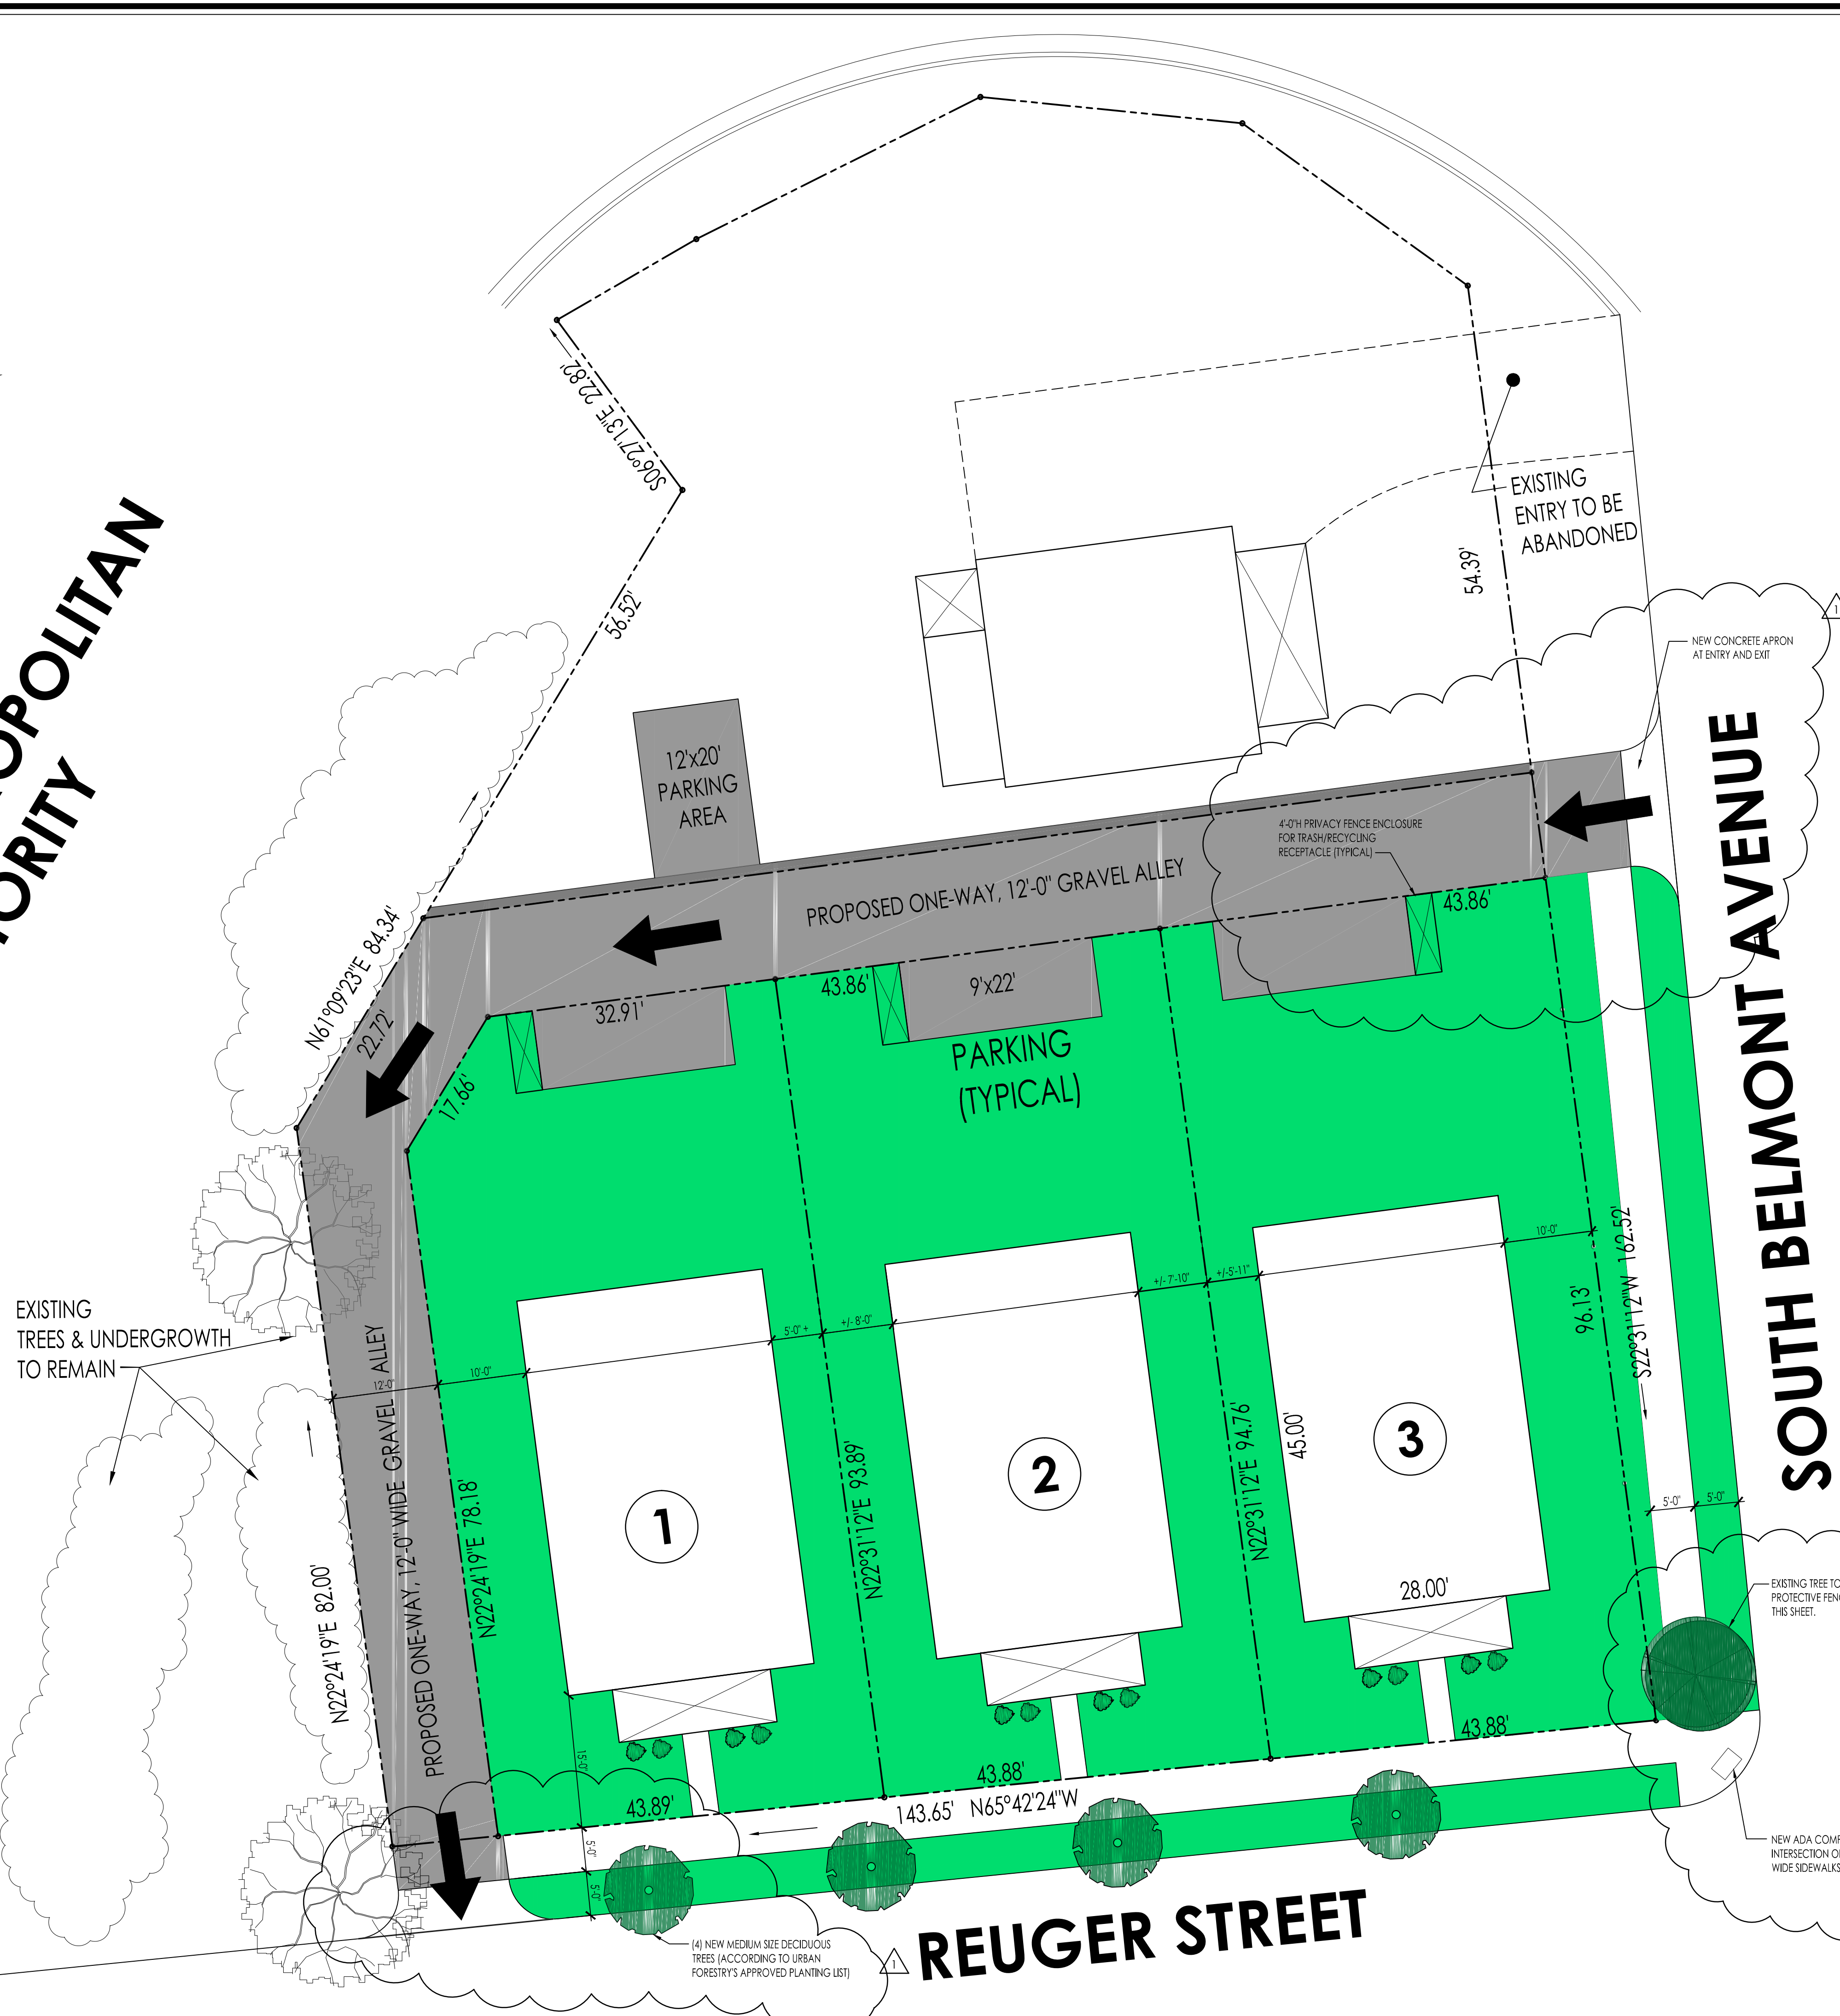 S06°27'13"E 22.82'
56.52'
EXISTING
ENTRY TO BE
ABANDONED
54.39'
OPOLITAN
ORITY
NEW CONCRETE APRON
AT ENTRY AND EXIT
1
12'x20'
PARKING
AREA
4'-0"H PRIVACY FENCE ENCLOSURE
FOR TRASH/RECYCLING
RECEPTACLE (TYPICAL)
PROPOSED ONE-WAY, 12'-0" GRAVEL ALLEY
43.86'
SOUTH BELMONT AVENUE
N61°09'23"E 84.34'
22.72'
32.91'
43.86'
9'x22'
PARKING
(TYPICAL)
17.66'
EXISTING
TREES & UNDERGROWTH
TO REMAIN
12'-0"
10'-0"
5'-0" +
+/- 8'-0"
+/- 7'-10"
+/-5'-11"
10'-0"
96.13'
S22°31'12"W 162.52'
PROPOSED ONE-WAY, 12'-0" WIDE GRAVEL ALLEY
N22°24'19"E 82.00'
N22°24'19"E 78.18'
1
N22°31'12"E 93.89'
2
N22°31'12"E 94.76'
45.00'
3
28.00'
5'-0"
5'-0"
EXISTING TREE TO
THIS SHEET.
PROTECTIVE
15'-0"
43.89'
43.88'
43.88'
143.65' N65°42'24"W
5'-0"
5'-0"
NEW ADA
INTERSECTION
WIDE SIDEWALKS
(4) NEW MEDIUM SIZE DECIDUOUS
TREES (ACCORDING TO URBAN
FORESTRY'S APPROVED PLANTING LIST)
1
REUGER STREET